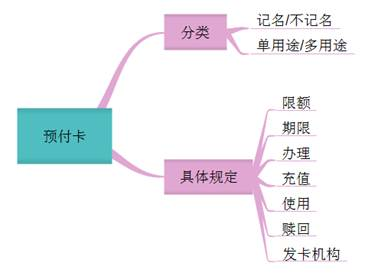 预付卡
分类
记名/不记名
单用途/多用途
具体规定
限额
期限
办理
充值
使用
赎回
发卡机构